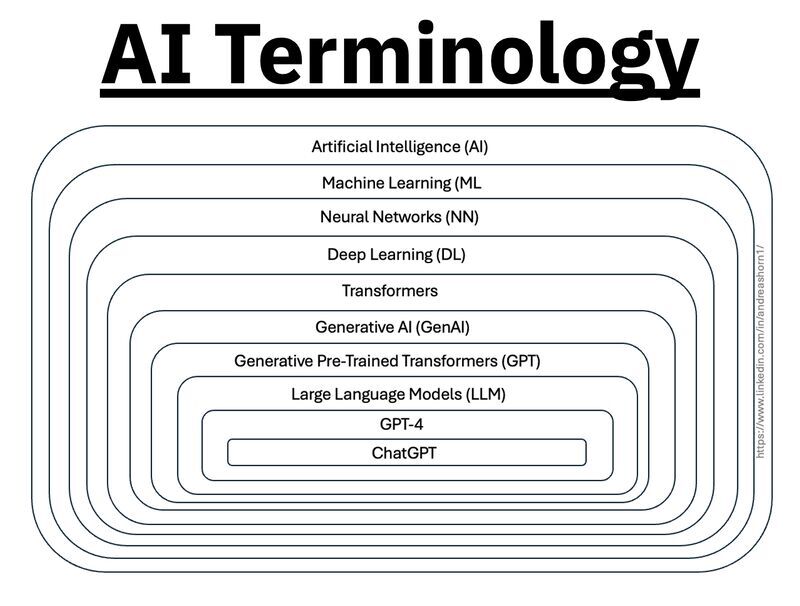 AI Terminology
Artificial Intelligence (AI)
Machine Learning (ML
Neural Networks (NN)
Deep Learning (DL)
Transformers
Generative AI (GenAI)
Generative Pre-Trained Transformers (GPT)
Large Language Models (LLM)
GPT-4
ChatGPT
https://www.linkedin.com/in/andreashorn1/